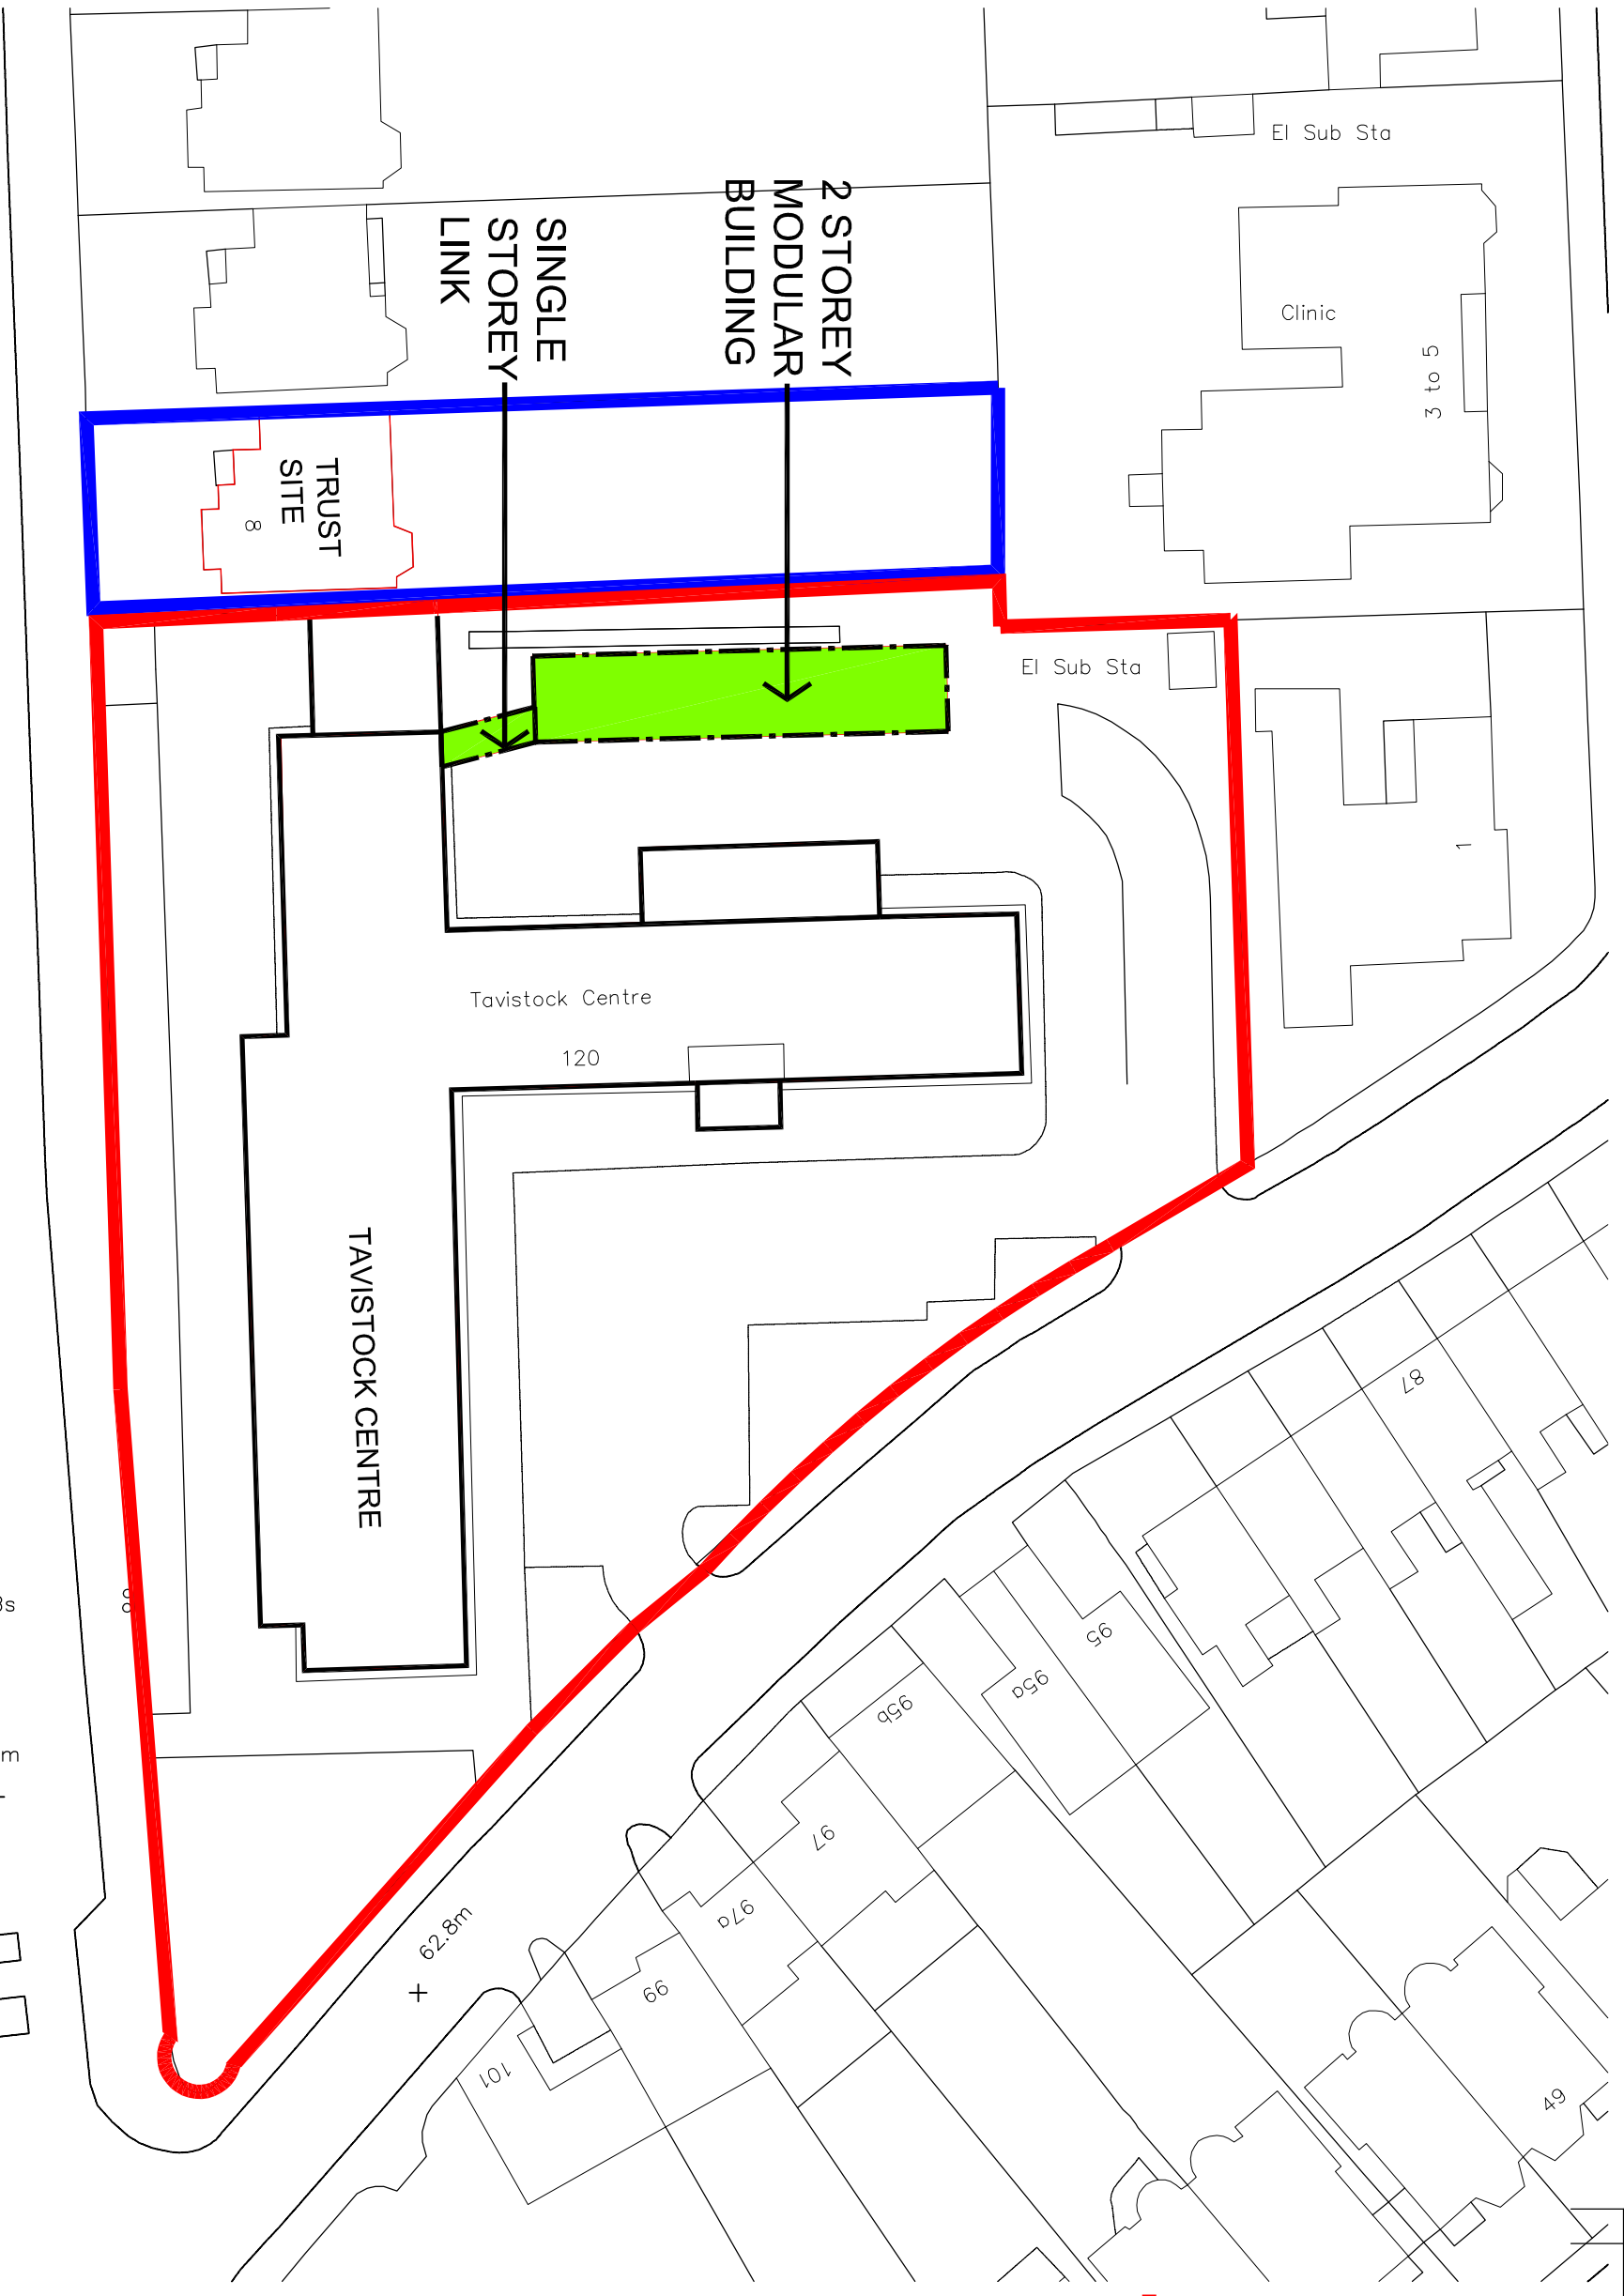 El Sub Sta
2 STOREY
MODULAR
BUILDING
SINGLE
STOREY
LINK
Clinic
3 to 5
TRUST
SITE
8
El Sub Sta
1
Tavistock Centre
120
TAVISTOCK CENTRE
87
95
95a
95b
97
97a
99
101
62.8m
49
m